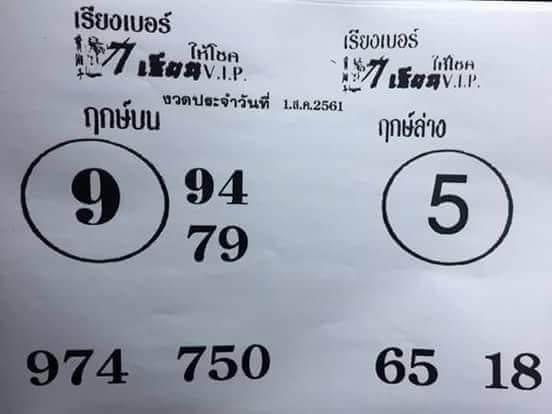 เรียงเบอร์
ให้โชค
V.I.P.
เรียงเบอร์
ให้โชค
V.I.P.
งวดประจำวันที่ 1.ส.ค.2561
ฤกษ์บน
ฤกษ์ล่าง
9
94
79
5
974 750
65 18